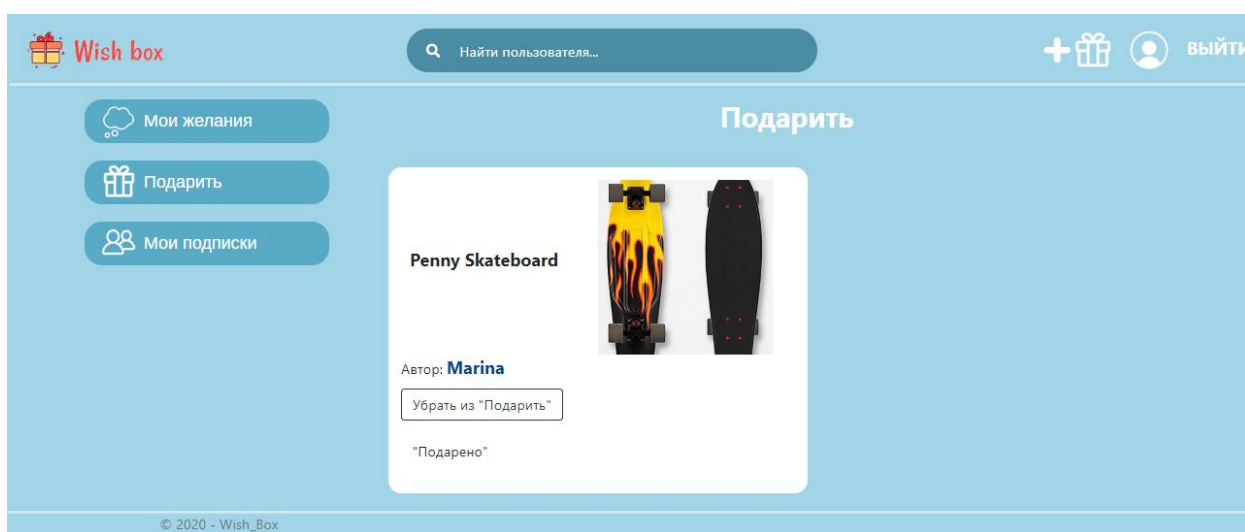 Wish box
Найти пользователя...
выйти
Мои желания
Подарить
Мои подписки
Подарить
Penny Skateboard
Автор: Marina
Убрать из "Подарить"
"Подарено"
© 2020 - Wish_Box